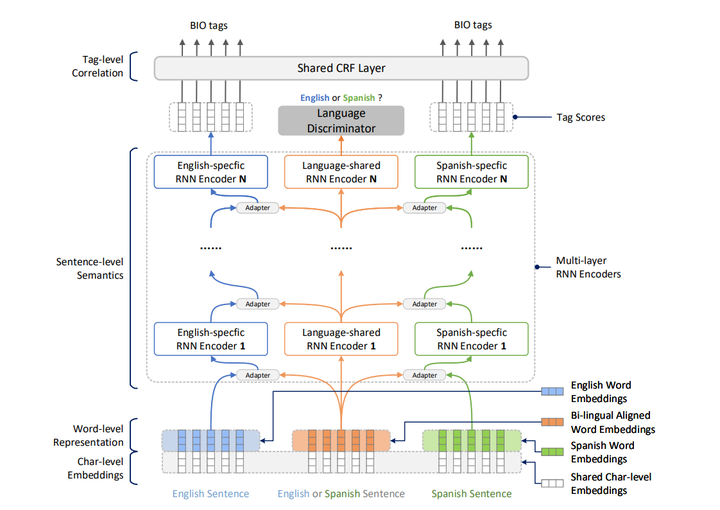 BIO tags
BIO tags
Tag-level
Correlation
Shared CRF Layer
English or Spanish ?
Language
Discriminator
Tag Scores
English-specfic
RNN Encoder N
Language-shared
RNN Encoder N
Spanish-specfic
RNN Encoder N
Adapter
Adapter
Sentence-level
Semantics
......
......
......
Multi-layer
RNN Encoders
Adapter
Adapter
English-specfic
RNN Encoder 1
Language-shared
RNN Encoder 1
Spanish-specfic
RNN Encoder 1
Adapter
Adapter
English Word
Embeddings
Bi-lingual Aligned
Word Embeddings
Spanish Word
Embeddings
Shared Char-level
Embeddings
Word-level
Representation
Char-level
Embeddings
English Sentence
English or Spanish Sentence
Spanish Sentence